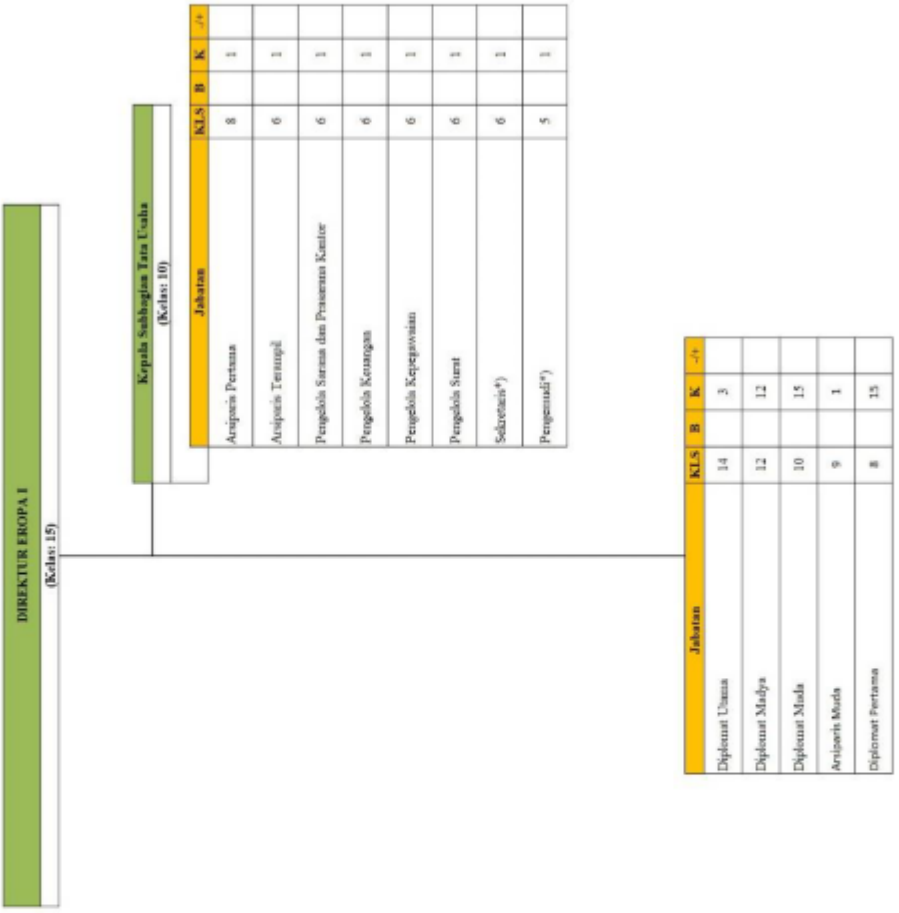 DIREKTUR EROPA I
(Kelas: 15)
Kepala Subbagian Tata Usaha
(Kelas: 10)
Jabatan KLS B K -/+
Arsiparis Pertama 8 1
Arsiparis Terampil 6 1
Pengelola Sarana dan Prasarana Kantor 6 1
Pengelola Keuangan 6 1
Pengelola Kepegawaian 6 1
Pengelola Surat 6 1
Sekretaris*) 6 1
Pengemudi*) 5 1
Jabatan KLS B K -/+
Diplomat Utama 14 3
Diplomat Madya 12 12
Diplomat Muda 10 15
Arsiparis Muda 9 1
Diplomat Pertama 8 15